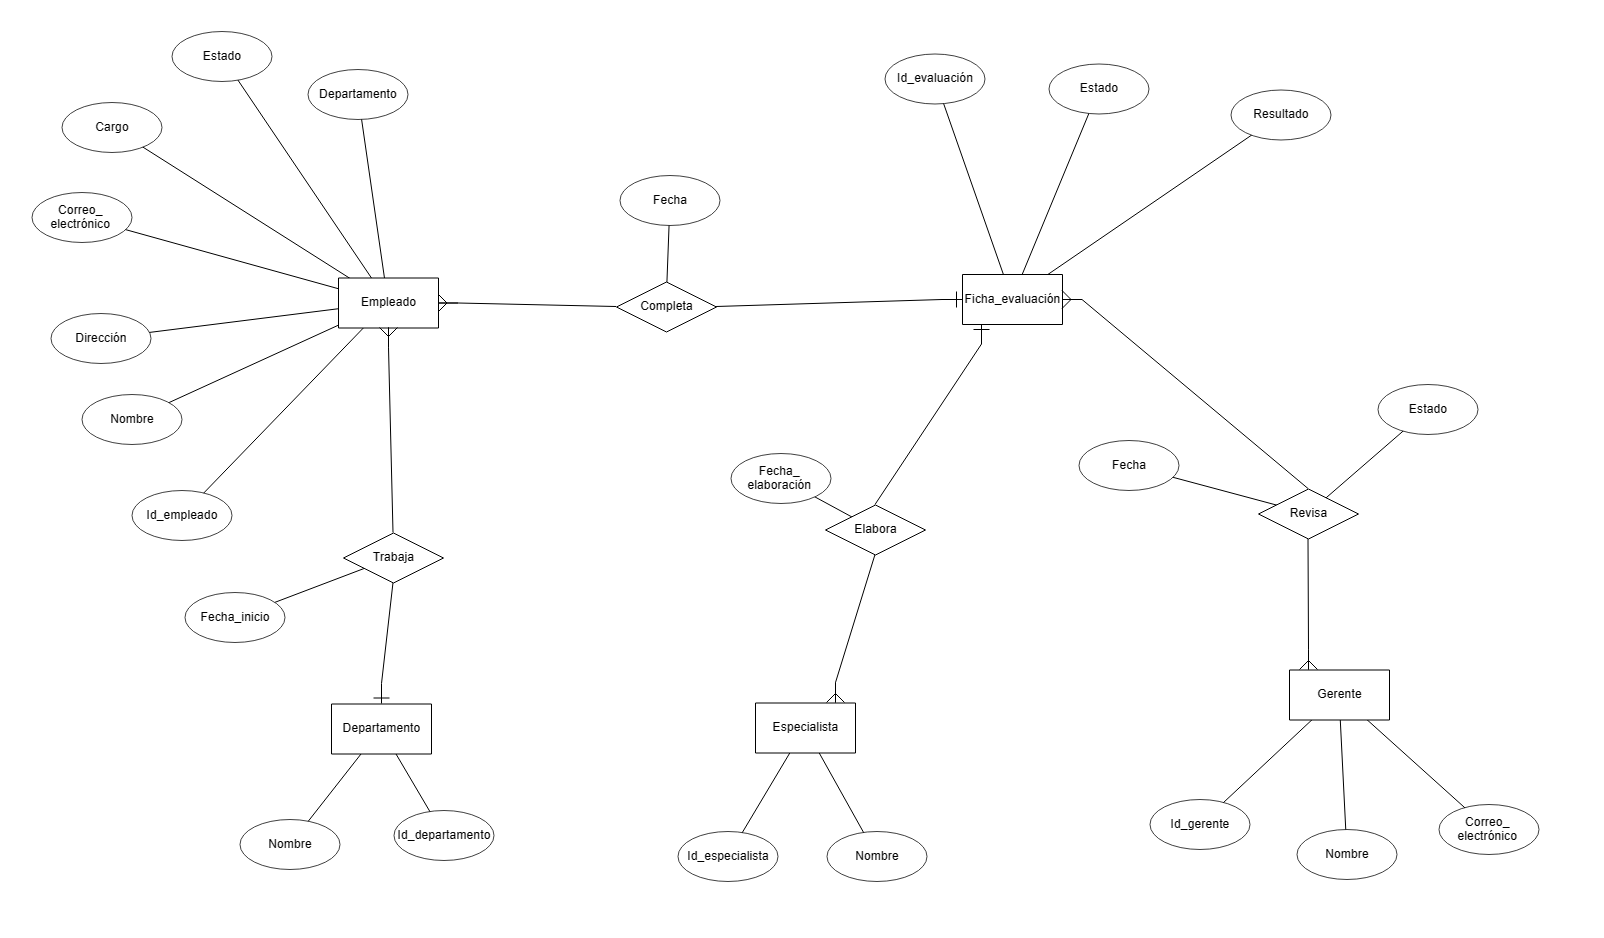 Estado
Departamento
Cargo
Correo_
electrónico
Dirección
Nombre
Id_empleado
Empleado
Fecha
Completa
Id_evaluación
Estado
Resultado
Ficha_evaluación
Trabaja
Fecha_inicio
Departamento
Nombre
Id_departamento
Fecha_
elaboración
Elabora
Especialista
Id_especialista
Nombre
Fecha
Estado
Revisa
Gerente
Id_gerente
Nombre
Correo_
electrónico